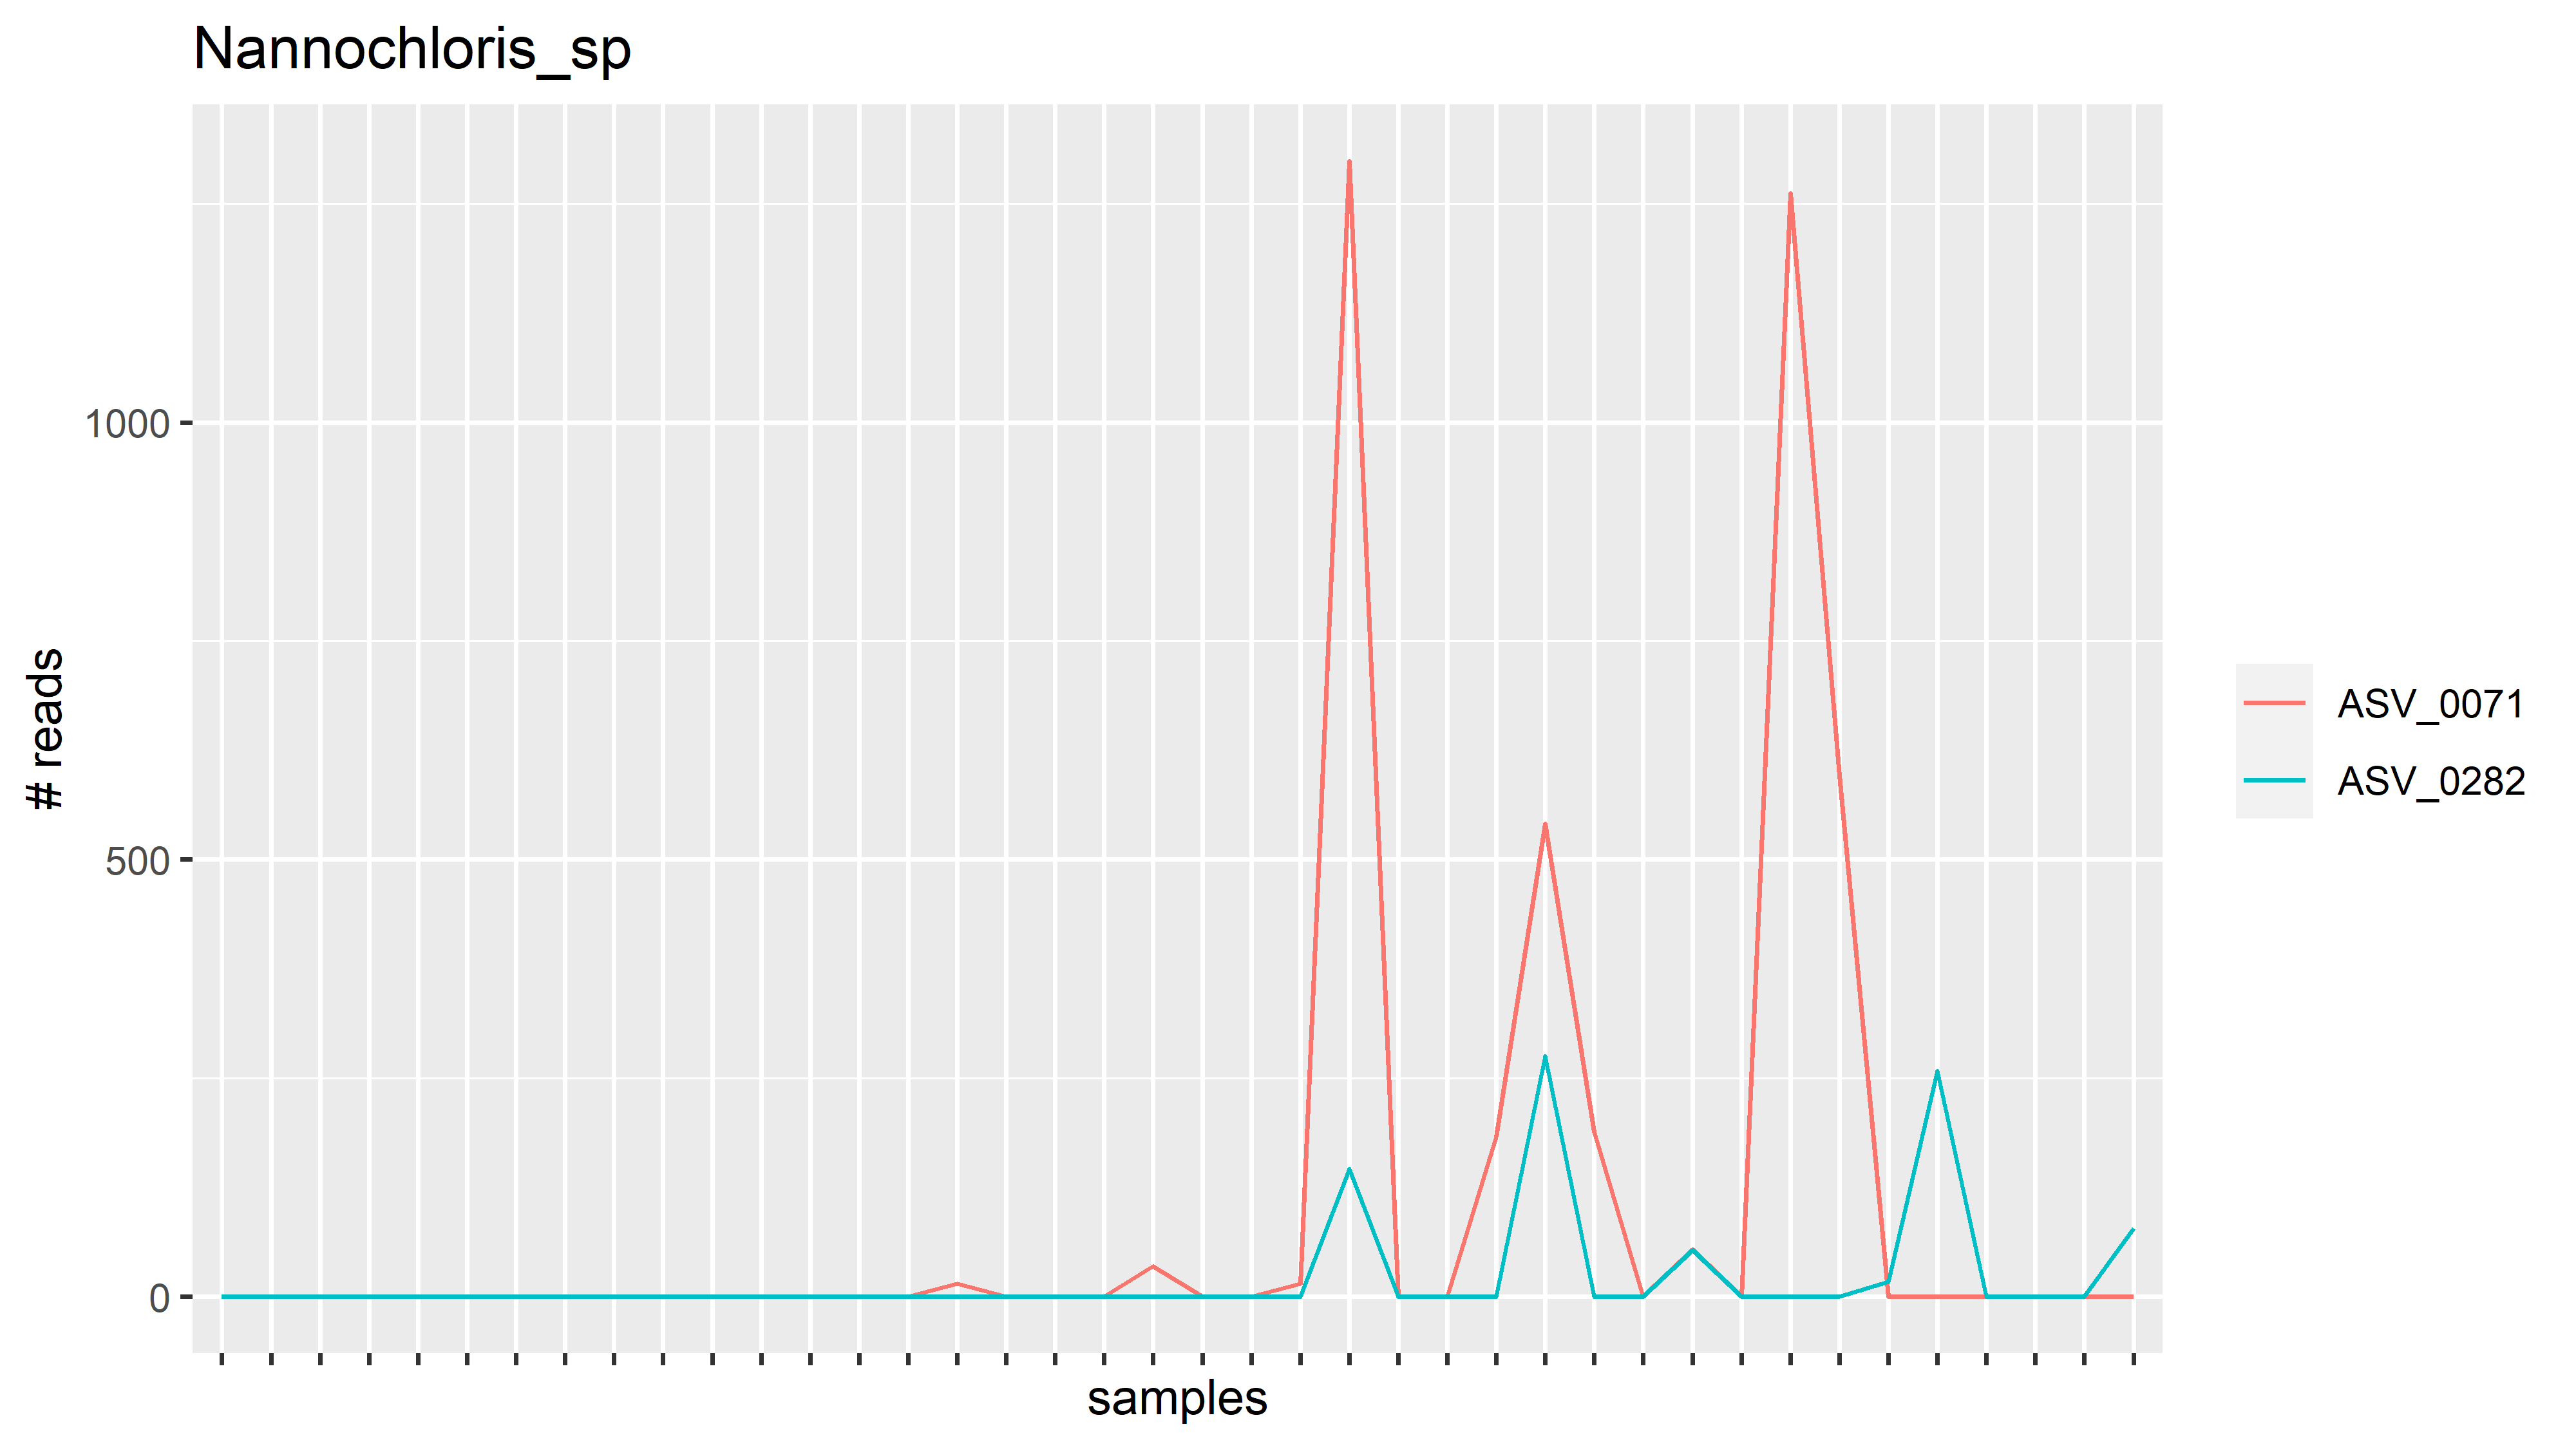 Nannochloris_sp
# reads
1000
500
0
samples
ASV_0071
ASV_0282